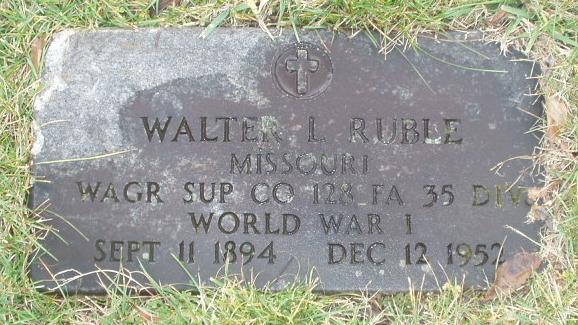 WALTER L RUBLE
MISSOURI
WAGR SUP CO 128 FA 35 DIV
WORLD WAR I
SEPT 11 1894 DEC 12 1952